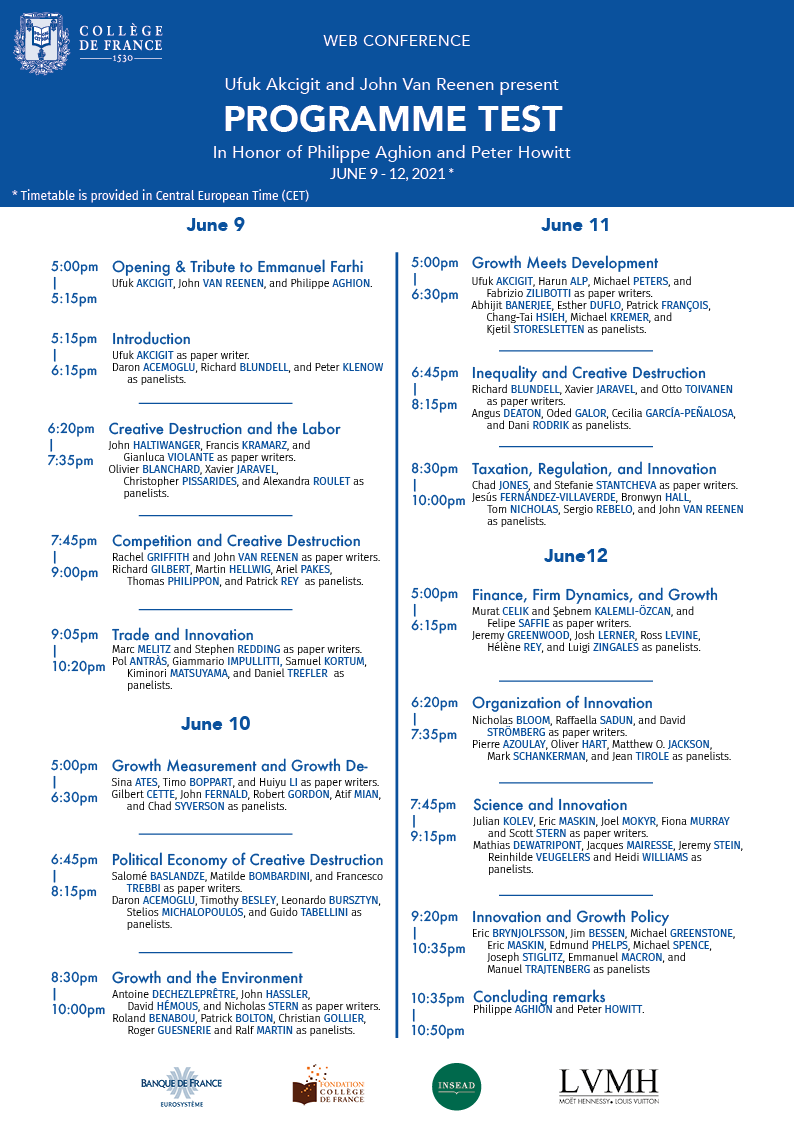 COLLÈGE
DE FRANCE
1530
WEB CONFERENCE
Ufuk Akcigit and John Van Reenen present
PROGRAMME TEST
In Honor of Philippe Aghion and Peter Howitt
JUNE 9 - 12, 2021 *
* Timetable is provided in Central European Time (CET)
June 9
5:00pm
|
5:15pm
Opening & Tribute to Emmanuel Farhi
Ufuk AKCIGIT, John VAN REENEN, and Philippe AGHION.
5:15pm
|
6:15pm
Introduction
Ufuk AKCIGIT as paper writer.
Daron ACEMOGLU, Richard BLUNDELL, and Peter KLENOW
as panelists.
6:20pm
|
7:35pm
Creative Destruction and the Labor
John HALTIWANGER, Francis KRAMARZ, and
Gianluca VIOLANTE as paper writers.
Olivier BLANCHARD, Xavier JARAVEL,
Christopher PISSARIDES, and Alexandra ROULET as
panelists.
7:45pm
|
9:00pm
Competition and Creative Destruction
Rachel GRIFFITH and John VAN REENEN as paper writers.
Richard GILBERT, Martin HELLWIG, Ariel PAKES,
Thomas PHILIPPON, and Patrick REY as panelists.
9:05pm
|
10:20pm
Trade and Innovation
Marc MELITZ and Stephen REDDING as paper writers.
Pol ANTRÀS, Giammario IMPULLITTI, Samuel KORTUM,
Kiminori MATSUYAMA, and Daniel TREFLER as
panelists.
June 10
5:00pm
|
6:30pm
Growth Measurement and Growth De-
Sina ATES, Timo BOPPART, and Huiyu LI as paper writers.
Gilbert CETTE, John FERNALD, Robert GORDON, Atif MIAN,
and Chad SYVERSON as panelists.
6:45pm
|
8:15pm
Political Economy of Creative Destruction
Salomé BASLANDZE, Matilde BOMBARDINI, and Francesco
TREBBI as paper writers.
Daron ACEMOGLU, Timothy BESLEY, Leonardo BURSZTYN,
Stelios MICHALOPOULOS, and Guido TABELLINI as
panelists.
8:30pm
|
10:00pm
Growth and the Environment
Antoine DECHEZLEPRÊTRE, John HASSLER,
David HÉMOUS, and Nicholas STERN as paper writers.
Roland BENABOU, Patrick BOLTON, Christian GOLLIER,
Roger GUESNERIE and Ralf MARTIN as panelists.
June 11
5:00pm
|
6:30pm
Growth Meets Development
Ufuk AKCIGIT, Harun ALP, Michael PETERS, and
Fabrizio ZILIBOTTI as paper writers.
Abhijit BANERJEE, Esther DUFLO, Patrick FRANÇOIS,
Chang-Tai HSIEH, Michael KREMER, and
Kjetil STORESLETTEN as panelists.
6:45pm
|
8:15pm
Inequality and Creative Destruction
Richard BLUNDELL, Xavier JARAVEL, and Otto TOIVANEN
as paper writers.
Angus DEATON, Oded GALOR, Cecilia GARCÍA-PEÑALOSA,
and Dani RODRIK as panelists.
8:30pm
|
10:00pm
Taxation, Regulation, and Innovation
Chad JONES, and Stefanie STANTCHEVA as paper writers.
Jesús FERNÁNDEZ-VILLAVERDE, Bronwyn HALL,
Tom NICHOLAS, Sergio REBELO, and John VAN REENEN
as panelists.
June12
5:00pm
|
6:15pm
Finance, Firm Dynamics, and Growth
Murat CELIK and Şebnem KALEMLI-ÖZCAN, and
Felipe SAFFIE as paper writers.
Jeremy GREENWOOD, Josh LERNER, Ross LEVINE,
Hélène REY, and Luigi ZINGALES as panelists.
6:20pm
|
7:35pm
Organization of Innovation
Nicholas BLOOM, Raffaella SADUN, and David
STRÖMBERG as paper writers.
Pierre AZOULAY, Oliver HART, Matthew O. JACKSON,
Mark SCHANKERMAN, and Jean TIROLE as panelists.
7:45pm
|
9:15pm
Science and Innovation
Julian KOLEV, Eric MASKIN, Joel MOKYR, Fiona MURRAY
and Scott STERN as paper writers.
Mathias DEWATRIPONT, Jacques MAIRESSE, Jeremy STEIN,
Reinhilde VEUGELERS and Heidi WILLIAMS as
panelists.
9:20pm
|
10:35pm
Innovation and Growth Policy
Eric BRYNJOLFSSON, Jim BESSEN, Michael GREENSTONE,
Eric MASKIN, Edmund PHELPS, Michael SPENCE,
Joseph STIGLITZ, Emmanuel MACRON, and
Manuel TRAJTENBERG as panelists
10:35pm
|
10:50pm
Concluding remarks
Philippe AGHION and Peter HOWITT.
BANQUE DE FRANCE
EUROSYSTÈME
FONDATION
COLLÈGE
DE FRANCE
INSEAD
LVMH
MOËT HENNESSY • LOUIS VUITTON